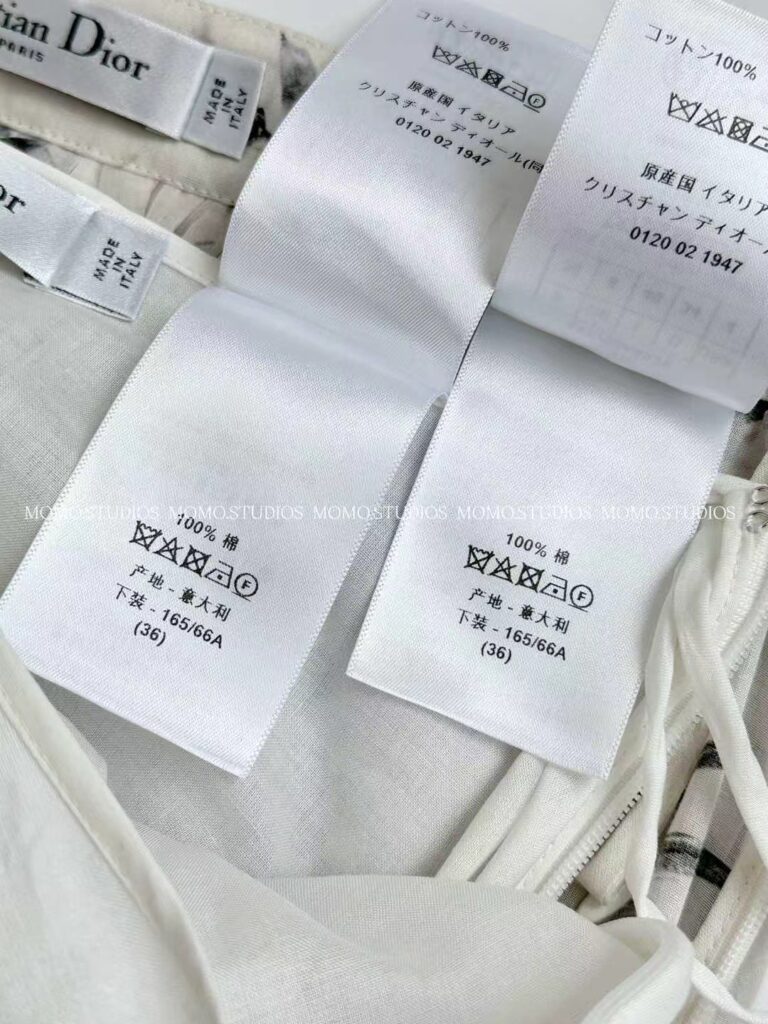 tian Dior
PARIS
MADE
IN
ITALY
or
MADE
IN
ITALY
コットン100%
原産国 イタリア
クリスチャン ディオール(同
0120 02 1947
コットン100%
原産国 イタリア
クリスチャン ディオール
0120 02 1947
MOMO.STUDIOS MOMO.STUDIOS MOMO.STUDIOS MOMO.STUDIOS MOMO.STUDIOS
100% 棉
F
产地 - 意大利
下装 - 165/66A
(36)
100% 棉
F
产地 - 意大利
下装 - 165/66A
(36)